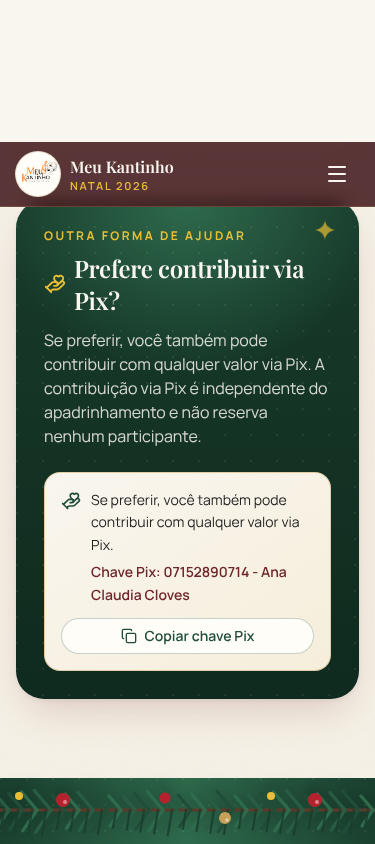 Meu Kantinho
NATAL 2026
OUTRA FORMA DE AJUDAR
Prefere contribuir via
Pix?
Se preferir, você também pode
contribuir com qualquer valor via Pix. A
contribuição via Pix é independente do
apadrinhamento e não reserva
nenhum participante.
Se preferir, você também pode
contribuir com qualquer valor via
Pix.
Chave Pix: 07152890714 - Ana
Claudia Cloves
Copiar chave Pix